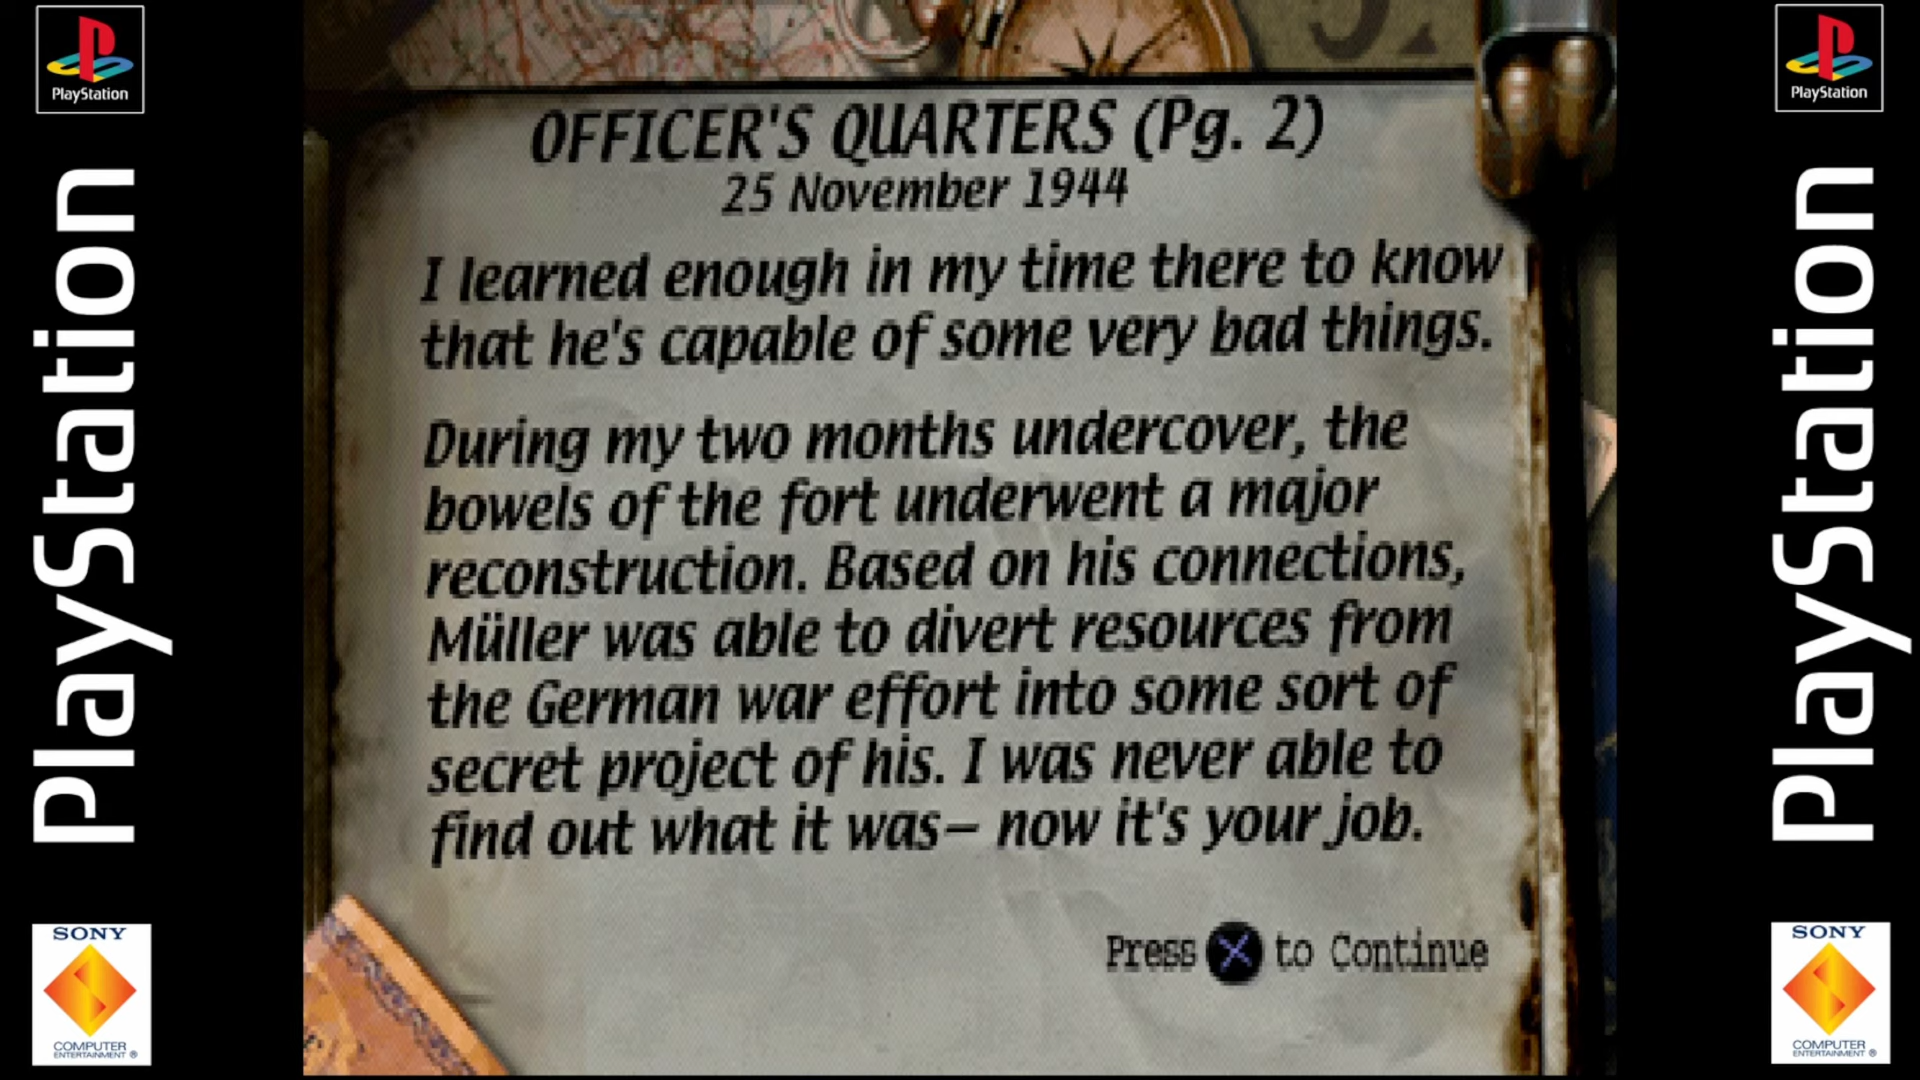 OFFICER'S QUARTERS (Pg. 2)
25 November 1944
I learned enough in my time there to know
that he's capable of some very bad things.
During my two months undercover, the
bowels of the fort underwent a major
reconstruction. Based on his connections,
Müller was able to divert resources from
the German war effort into some sort of
secret project of his. I was never able to
find out what it was— now it's your job.
Press X to Continue
PlayStation
PlayStation
SONY
COMPUTER
ENTERTAINMENT ®
PlayStation
PlayStation
SONY
COMPUTER
ENTERTAINMENT ®